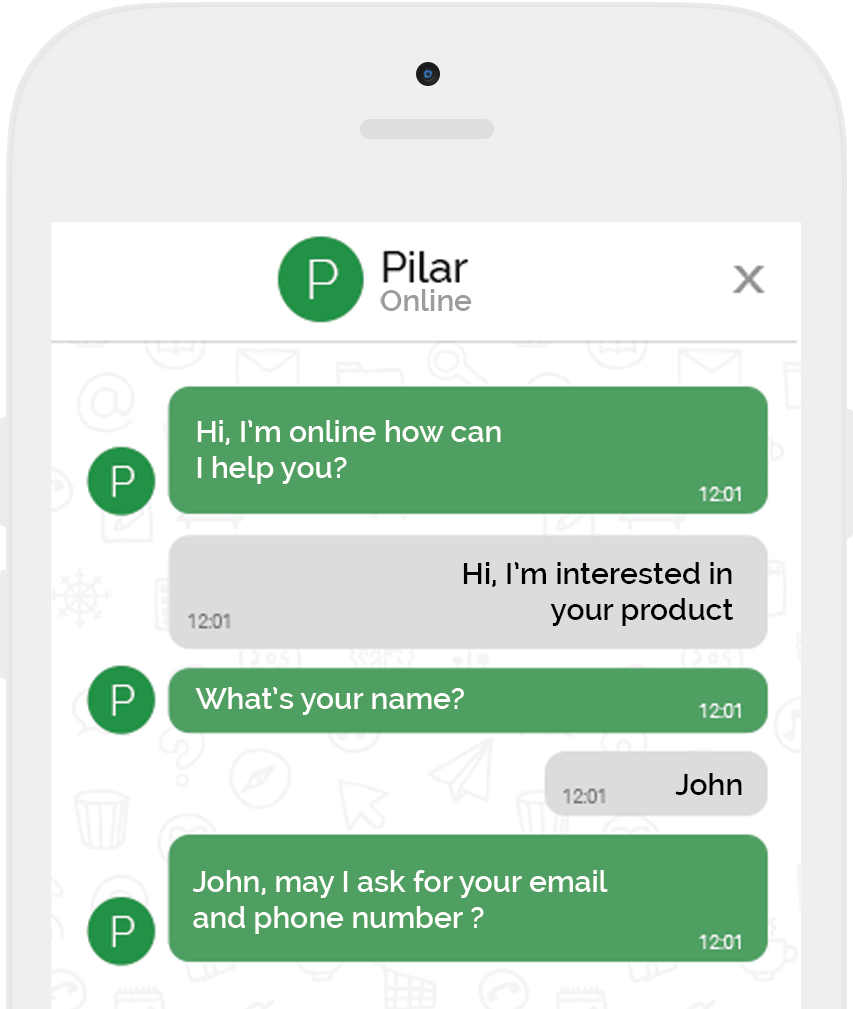 P
Pilar
Online
X
Hi, I'm online how can
I help you?
12:01
P
Hi, I'm interested in
your product
12:01
P
What's your name?
12:01
12:01
John
John, may I ask for your email
and phone number ?
P
12:01